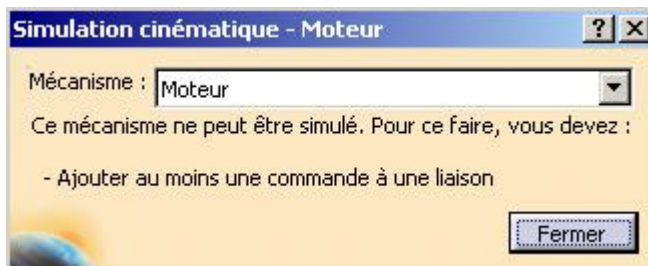 Simulation cinématique - Moteur
Mécanisme : Moteur
Ce mécanisme ne peut être simulé. Pour ce faire, vous devez :
- Ajouter au moins une commande à une liaison
Fermer